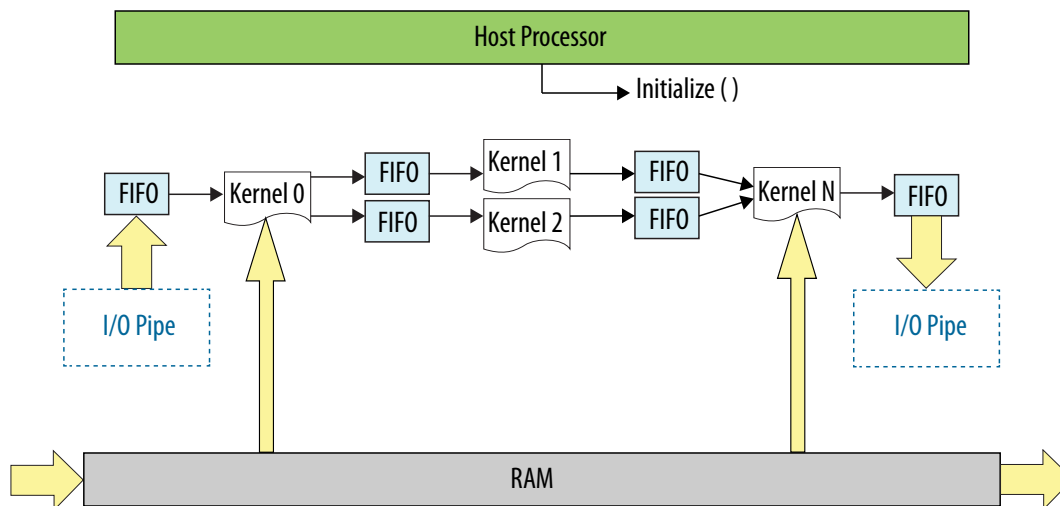 Host Processor
Initialize ( )
FIFO
Kernel 0
FIFO
FIFO
Kernel 1
Kernel 2
FIFO
FIFO
Kernel N
FIFO
I/O Pipe
I/O Pipe
RAM